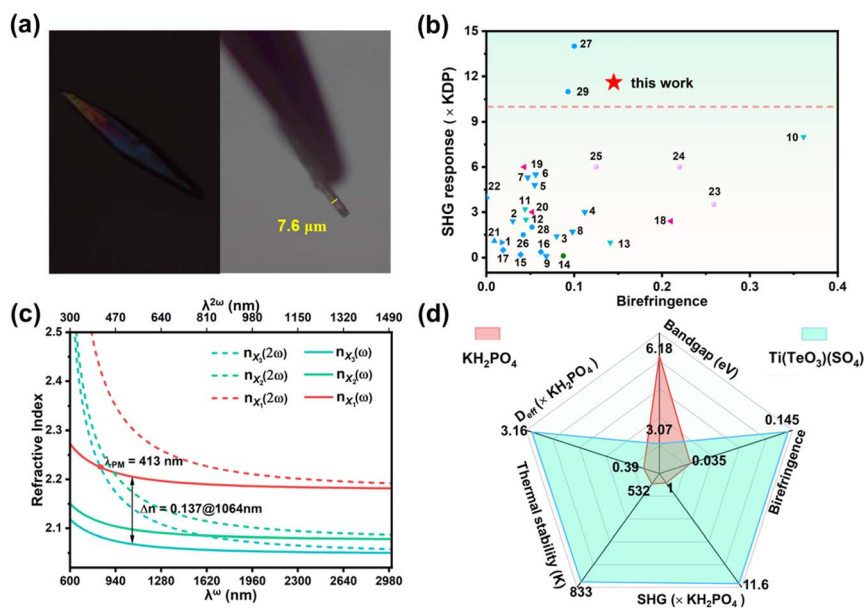 (a)
7.6 μm
(b)
SHG response (× KDP)
15
12
9
6
3
0
27
29
this work
10
25
24
23
19
6
7
5
22
11
20
4
18
2
12
8
21
1
28
3
13
26
16
17
15
9
14
0.0 0.1 0.2 0.3 0.4
Birefringence
(c)
λ²ω (nm)
300 470 640 810 980 1150 1320 1490
Refractive Index
2.5
2.4
2.3
2.2
2.1
nX₃(2ω) nX₃(ω)
nX₂(2ω) nX₂(ω)
nX₁(2ω) nX₁(ω)
λPM = 413 nm
Δn = 0.137@1064nm
600 940 1280 1620 1960 2300 2640 2980
λω (nm)
(d)
KH₂PO₄
Ti(TeO₃)(SO₄)
Bandgap (eV)
6.18
3.07
Birefringence
0.145
0.035
SHG (× KH₂PO₄)
11.6
1
Thermal stability (K)
833
532
Deff (× KH₂PO₄)
3.16
0.39